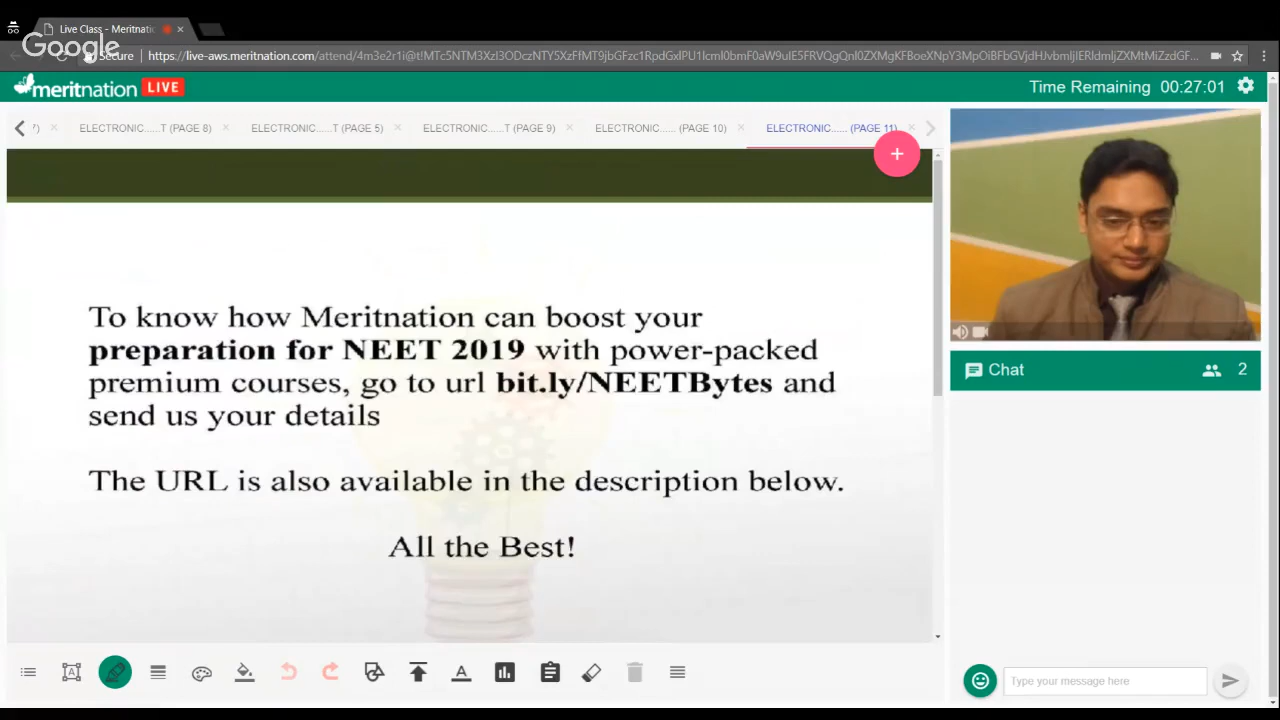 Live Class - Meritnatio
Google
Secure
https://live-aws.meritnation.com/attend/
meritnation LIVE
Time Remaining 00:27:01
ELECTRONIC......T (PAGE 8)
ELECTRONIC......T (PAGE 5)
ELECTRONIC......T (PAGE 9)
ELECTRONIC...... (PAGE 10)
ELECTRONIC...... (PAGE 11)
To know how Meritnation can boost your
preparation for NEET 2019 with power-packed
premium courses, go to url bit.ly/NEETBytes and
send us your details
The URL is also available in the description below.
All the Best!
Chat
2
Type your message here